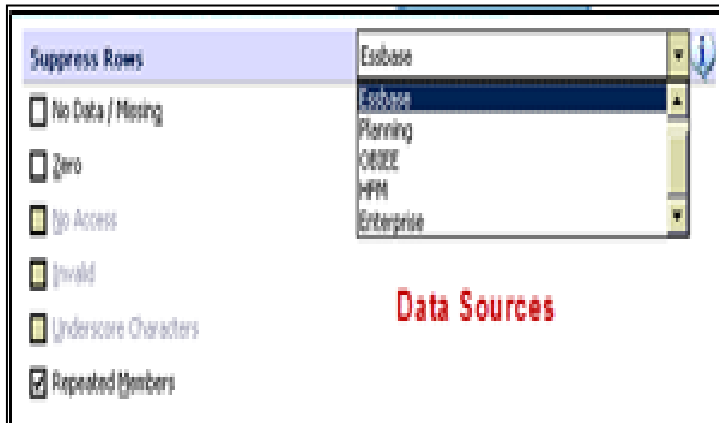 Suppress Rows
Essbase
No Data / Missing
Essbase
Planning
Zero
OBIEE
HFM
No Access
Enterprise
Invalid
Data Sources
Underscore Characters
Repeated Members